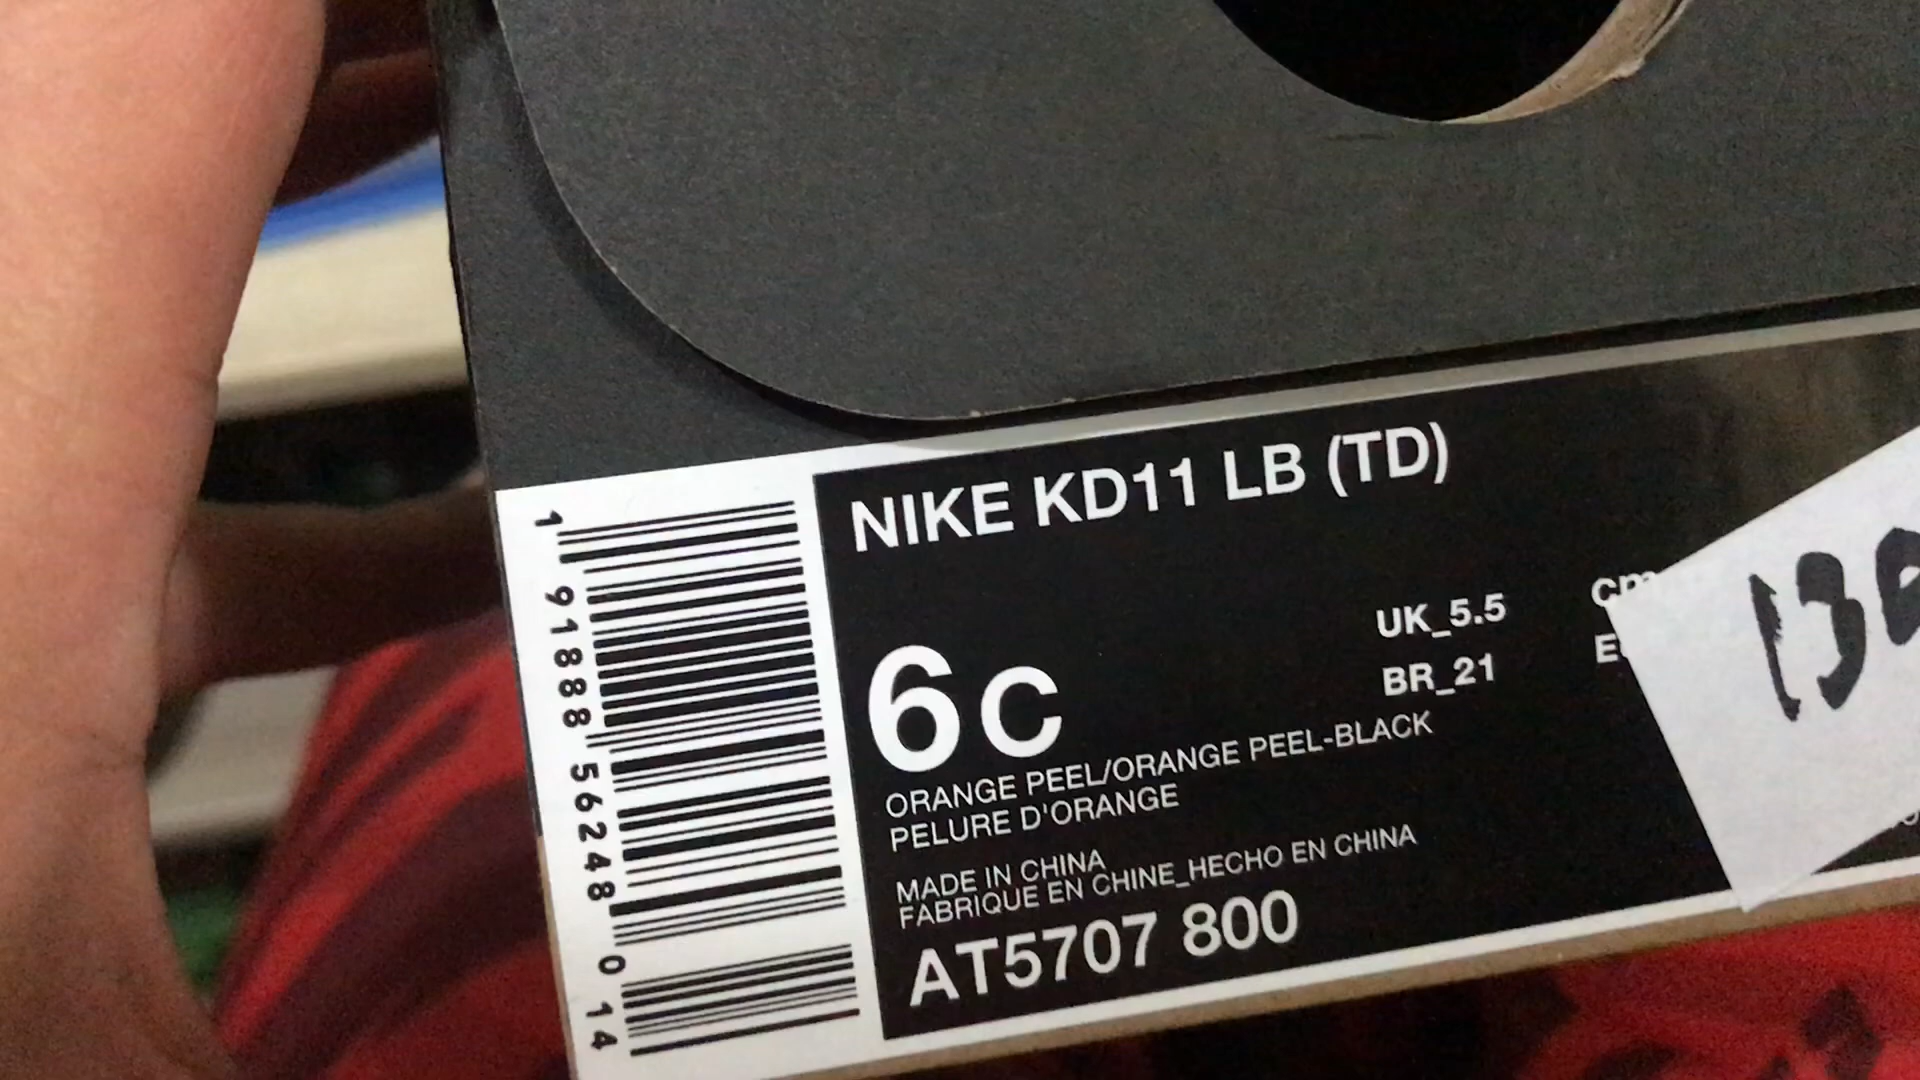 NIKE KD11 LB (TD)
6C
UK_5.5
BR_21
ORANGE PEEL/ORANGE PEEL-BLACK
PELURE D'ORANGE
MADE IN CHINA
FABRIQUE EN CHINE_HECHO EN CHINA
AT5707 800
1 91888 56248 0 14